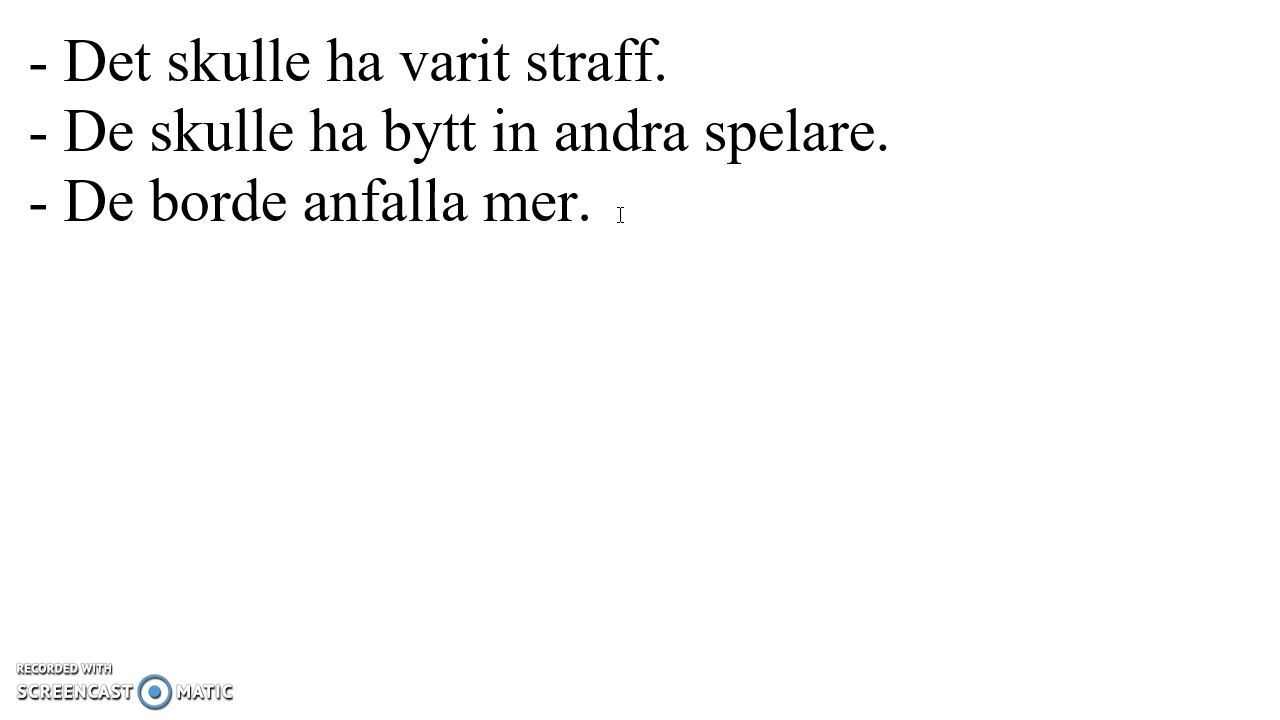 - Det skulle ha varit straff.
- De skulle ha bytt in andra spelare.
- De borde anfalla mer.
RECORDED WITH
SCREENCAST MATIC